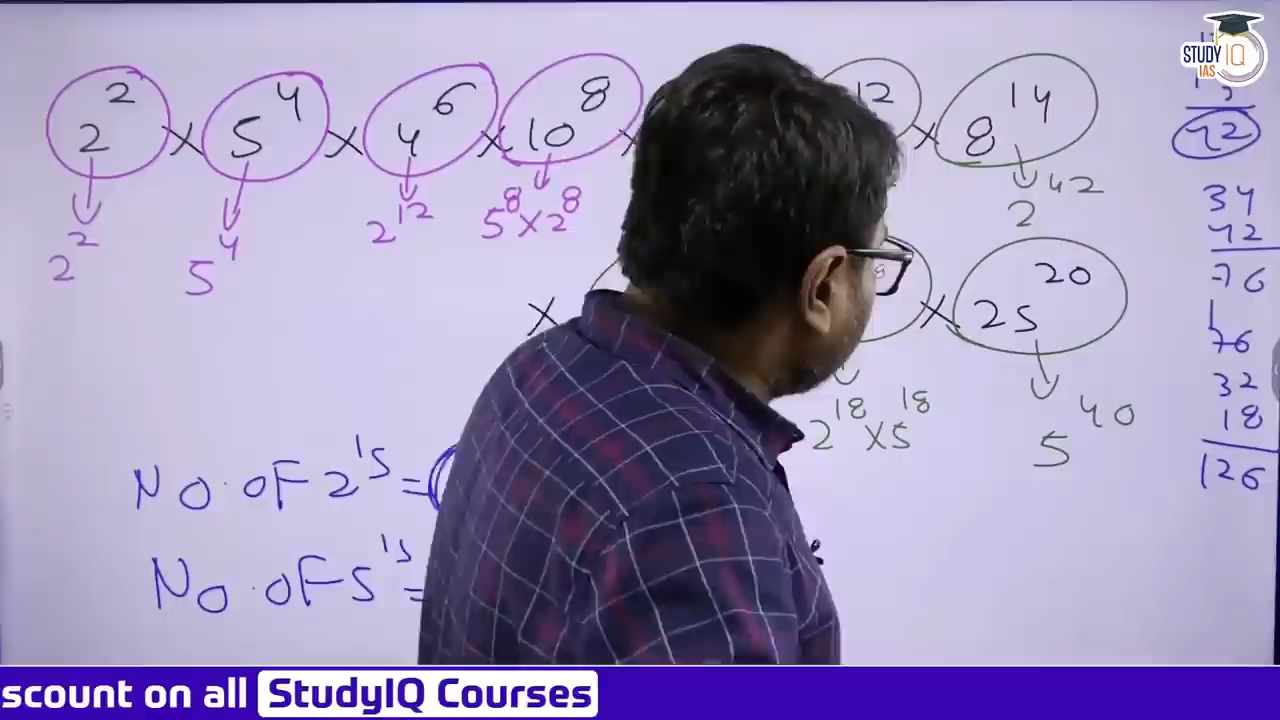 2^2 × 5^4 × 4^6 × 10^8 × 12 × 8^14
2^2 5^4 2^12 5^8 × 2^8 2^42
× 18 × 25^20
2^18 × 5^18 5^40
No. of 2's =
No. of 5's =
42
34
42
76
76
32
18
126
STUDY IQ
IAS
scount on all StudyIQ Courses